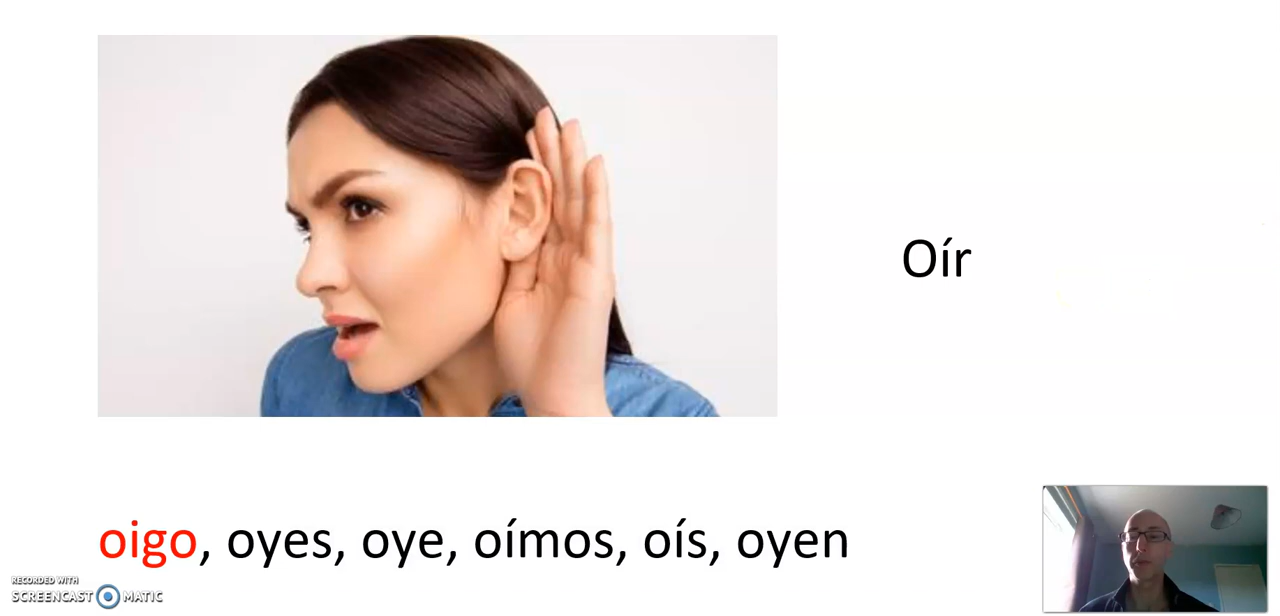 Oír
oigo, oyes, oye, oímos, oís, oyen
RECORDED WITH
SCREENCAST MATIC